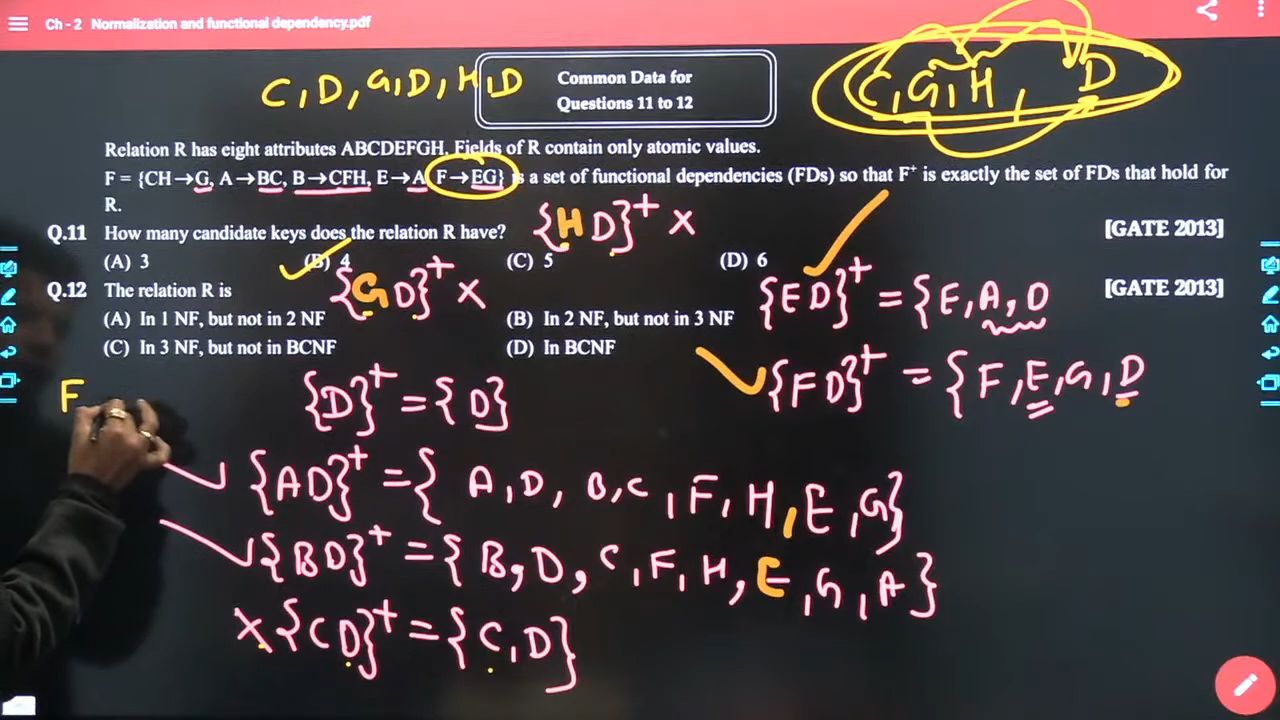 Ch - 2 Normalization and functional dependency.pdf
C, D, G, D, H, D
Common Data for
Questions 11 to 12
C, G, H, D
Relation R has eight attributes ABCDEFGH. Fields of R contain only atomic values.
F = {CH→G, A→BC, B→CFH, E→A, F→EG} is a set of functional dependencies (FDs) so that F⁺ is exactly the set of FDs that hold for
R.
{HD}⁺ ×
Q.11 How many candidate keys does the relation R have? [GATE 2013]
(A) 3 (B) 4 (C) 5 (D) 6
{GD}⁺ ×
{ED}⁺ = {E, A, D
Q.12 The relation R is [GATE 2013]
(A) In 1 NF, but not in 2 NF (B) In 2 NF, but not in 3 NF
(C) In 3 NF, but not in BCNF (D) In BCNF
{FD}⁺ = {F, E, G, D
F
{D}⁺ = {D}
{AD}⁺ = { A, D, B, C, F, H, E, G}
{BD}⁺ = {B, D, C, F, H, E, G, A}
× {CD}⁺ = {C, D}